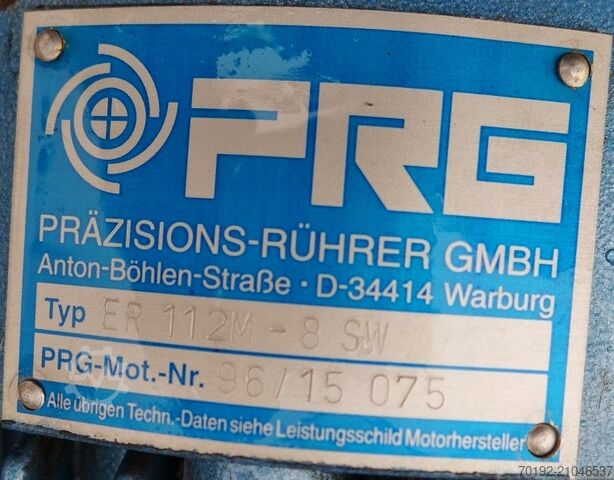 PRG
PRÄZISIONS-RÜHRER GMBH
Anton-Böhlen-Straße · D-34414 Warburg
Typ ER 112M - 8 SW
PRG-Mot.-Nr. 96/15 075
Alle übrigen Techn.-Daten siehe Leistungsschild Motorhersteller
70192-21046537